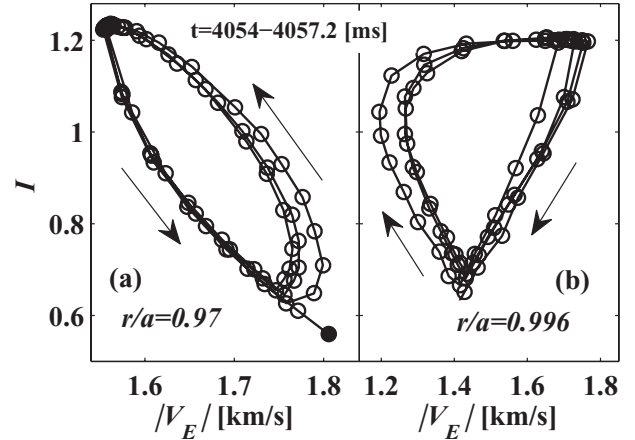 t=4054−4057.2 [ms]
1.2
1
0.8
0.6
I
(a)
r/a=0.97
(b)
r/a=0.996
1.6 1.7 1.8 1.2 1.4 1.6 1.8
|V_E| [km/s] |V_E| [km/s]